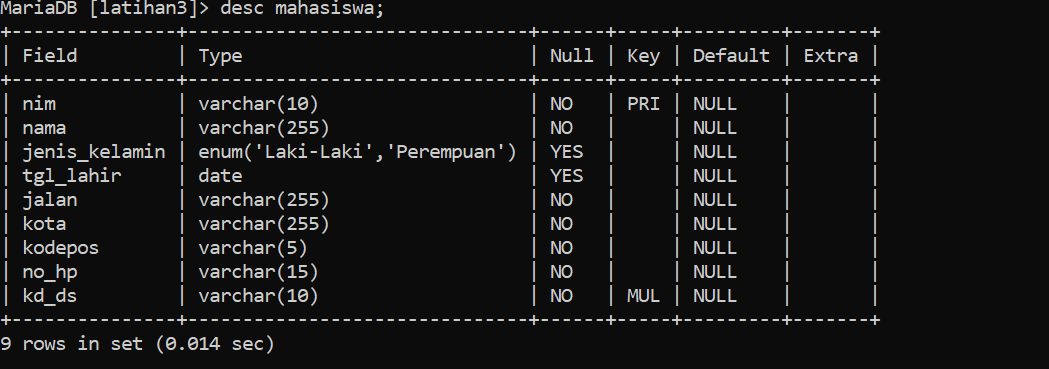 MariaDB [latihan3]> desc mahasiswa;
+---------------+-------------------------------+------+-----+---------+-------+
| Field         | Type                          | Null | Key | Default | Extra |
+---------------+-------------------------------+------+-----+---------+-------+
| nim           | varchar(10)                   | NO   | PRI | NULL    |       |
| nama          | varchar(255)                  | NO   |     | NULL    |       |
| jenis_kelamin | enum('Laki-Laki','Perempuan') | YES  |     | NULL    |       |
| tgl_lahir     | date                          | YES  |     | NULL    |       |
| jalan         | varchar(255)                  | NO   |     | NULL    |       |
| kota          | varchar(255)                  | NO   |     | NULL    |       |
| kodepos       | varchar(5)                    | NO   |     | NULL    |       |
| no_hp         | varchar(15)                   | NO   |     | NULL    |       |
| kd_ds         | varchar(10)                   | NO   | MUL | NULL    |       |
+---------------+-------------------------------+------+-----+---------+-------+
9 rows in set (0.014 sec)